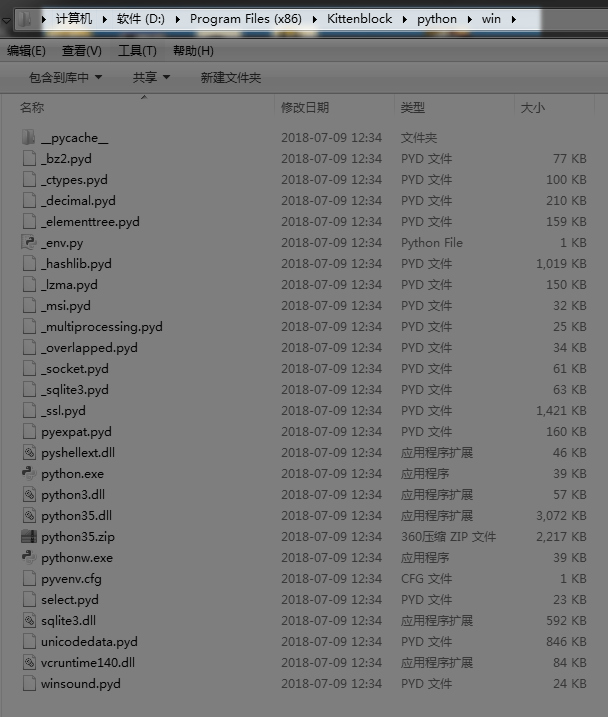 计算机 软件 (D:) Program Files (x86) Kittenblock python win
编辑(E) 查看(V) 工具(T) 帮助(H)
包含到库中 共享 新建文件夹
名称 修改日期 类型 大小
__pycache__ 2018-07-09 12:34 文件夹
_bz2.pyd 2018-07-09 12:34 PYD 文件 77 KB
_ctypes.pyd 2018-07-09 12:34 PYD 文件 100 KB
_decimal.pyd 2018-07-09 12:34 PYD 文件 210 KB
_elementtree.pyd 2018-07-09 12:34 PYD 文件 159 KB
_env.py 2018-07-09 12:34 Python File 1 KB
_hashlib.pyd 2018-07-09 12:34 PYD 文件 1,019 KB
_lzma.pyd 2018-07-09 12:34 PYD 文件 150 KB
_msi.pyd 2018-07-09 12:34 PYD 文件 32 KB
_multiprocessing.pyd 2018-07-09 12:34 PYD 文件 25 KB
_overlapped.pyd 2018-07-09 12:34 PYD 文件 34 KB
_socket.pyd 2018-07-09 12:34 PYD 文件 61 KB
_sqlite3.pyd 2018-07-09 12:34 PYD 文件 63 KB
_ssl.pyd 2018-07-09 12:34 PYD 文件 1,421 KB
pyexpat.pyd 2018-07-09 12:34 PYD 文件 160 KB
pyshellext.dll 2018-07-09 12:34 应用程序扩展 46 KB
python.exe 2018-07-09 12:34 应用程序 39 KB
python3.dll 2018-07-09 12:34 应用程序扩展 57 KB
python35.dll 2018-07-09 12:34 应用程序扩展 3,072 KB
python35.zip 2018-07-09 12:34 360压缩 ZIP 文件 2,217 KB
pythonw.exe 2018-07-09 12:34 应用程序 39 KB
pyvenv.cfg 2018-07-09 12:34 CFG 文件 1 KB
select.pyd 2018-07-09 12:34 PYD 文件 23 KB
sqlite3.dll 2018-07-09 12:34 应用程序扩展 592 KB
unicodedata.pyd 2018-07-09 12:34 PYD 文件 846 KB
vcruntime140.dll 2018-07-09 12:34 应用程序扩展 84 KB
winsound.pyd 2018-07-09 12:34 PYD 文件 24 KB